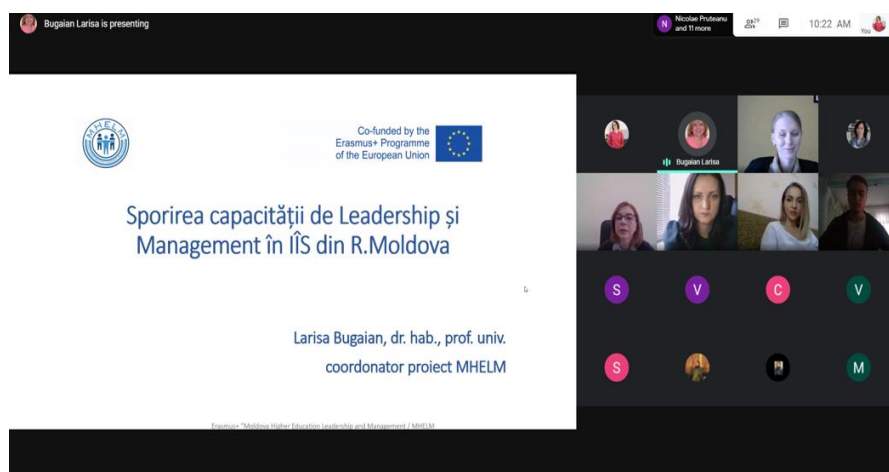 Bugaian Larisa is presenting
N
Nicolae Pruteanu
and 11 more
29
10:22 AM
You
MHELM
Co-funded by the
Erasmus+ Programme
of the European Union
Sporirea capacității de Leadership și
Management în IÎS din R.Moldova
Larisa Bugaian, dr. hab., prof. univ.
coordonator proiect MHELM
Erasmus+ "Moldova Higher Education Leadership and Management / MHELM
Bugaian Larisa
S
V
C
V
S
M